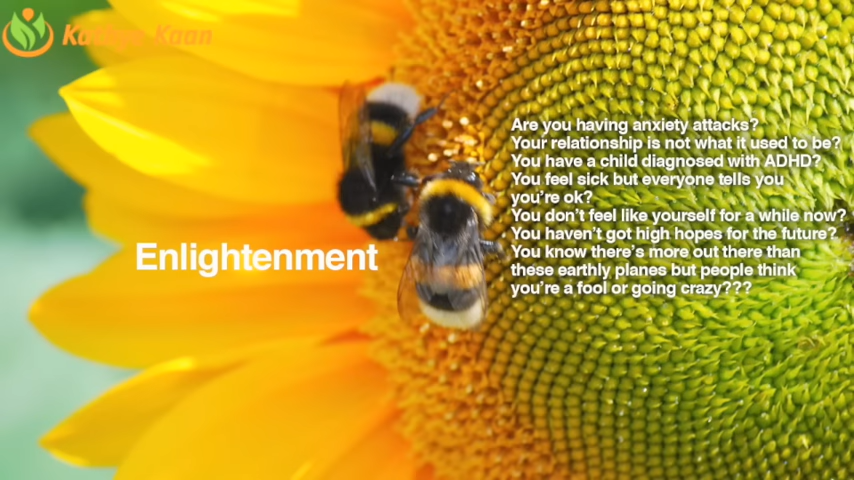 Enlightenment
Are you having anxiety attacks?
Your relationship is not what it used to be?
You have a child diagnosed with ADHD?
You feel sick but everyone tells you
you're ok?
You don't feel like yourself for a while now?
You haven't got high hopes for the future?
You know there's more out there than
these earthly planes but people think
you're a fool or going crazy???